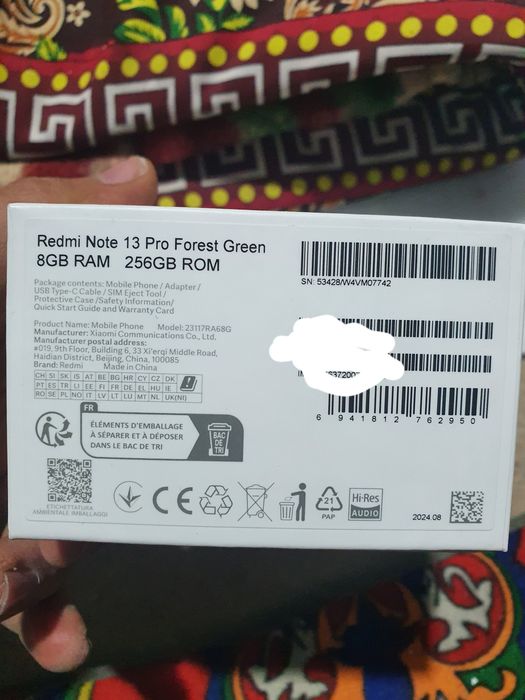 Redmi Note 13 Pro Forest Green
8GB RAM 256GB ROM
Package contents: Mobile Phone / Adapter/
USB Type-C Cable / SIM Eject Tool /
Protective Case /Safety Information/
Quick Start Guide and Warranty Card
Product Name: Mobile Phone Model: 23117RA68G
Manufacturer: Xiaomi Communications Co., Ltd.
Manufacturer postal address:
#019, 9th Floor, Building 6, 33 Xi'erqi Middle Road,
Haidian District, Beijing, China, 100085
Brand: Redmi Made in China
CH SI SK IS AT BE BG HR CY CZ DK
PT ES TR LI EE FI FR DE EL HU IE
RO SE PL NO IT LV LT LU MT NL UK(NI)
SN: 53428/W4VM07742
6 941812 762950
FR
ÉLÉMENTS D'EMBALLAGE
À SÉPARER ET À DÉPOSER
DANS LE BAC DE TRI
BAC
DE
TRI
ETICHETTATURA
AMBIENTALE IMBALLAGGI
CE
21
PAP
Hi-Res
AUDIO
2024.08